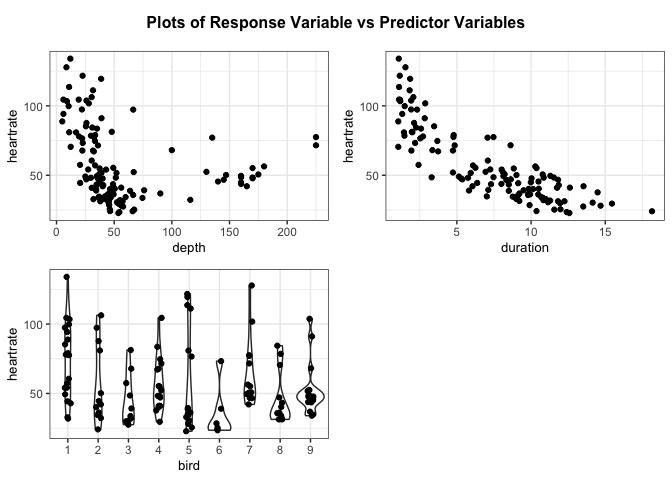 Plots of Response Variable vs Predictor Variables
heartrate
100
50
0
50
100
150
200
depth
heartrate
100
50
5
10
15
duration
heartrate
100
50
1 2 3 4 5 6 7 8 9
bird